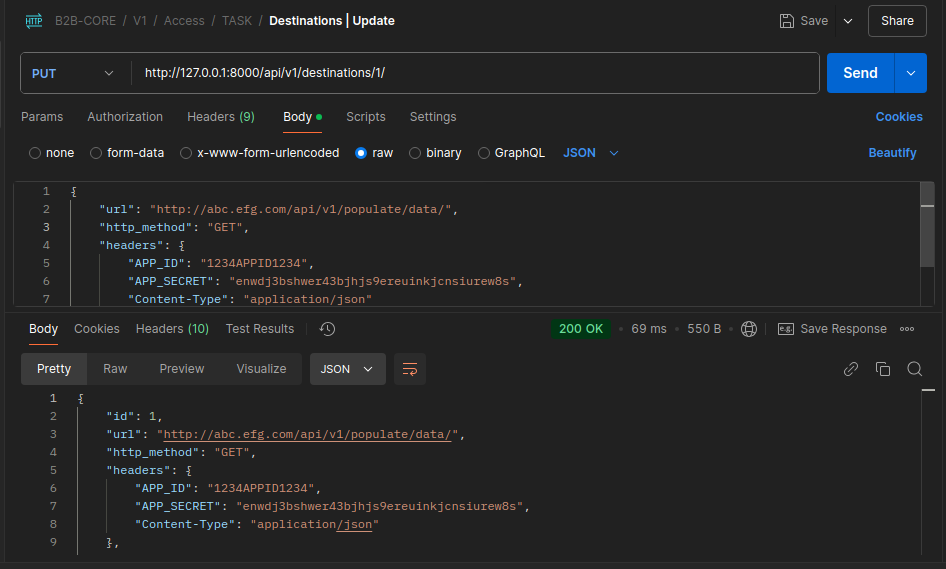 HTTP B2B-CORE / V1 / Access / TASK / Destinations | Update Save Share
PUT http://127.0.0.1:8000/api/v1/destinations/1/ Send
Params Authorization Headers (9) Body Scripts Settings Cookies
none form-data x-www-form-urlencoded raw binary GraphQL JSON Beautify
1 {
2 "url": "http://abc.efg.com/api/v1/populate/data/",
3 "http_method": "GET",
4 "headers": {
5 "APP_ID": "1234APPID1234",
6 "APP_SECRET": "enwdj3bshwer43bjhjs9ereuinkjcnsiurew8s",
7 "Content-Type": "application/json"
Body Cookies Headers (10) Test Results 200 OK • 69 ms • 550 B • e.g. Save Response
Pretty Raw Preview Visualize JSON
1 {
2 "id": 1,
3 "url": "http://abc.efg.com/api/v1/populate/data/",
4 "http_method": "GET",
5 "headers": {
6 "APP_ID": "1234APPID1234",
7 "APP_SECRET": "enwdj3bshwer43bjhjs9ereuinkjcnsiurew8s",
8 "Content-Type": "application/json"
9 },